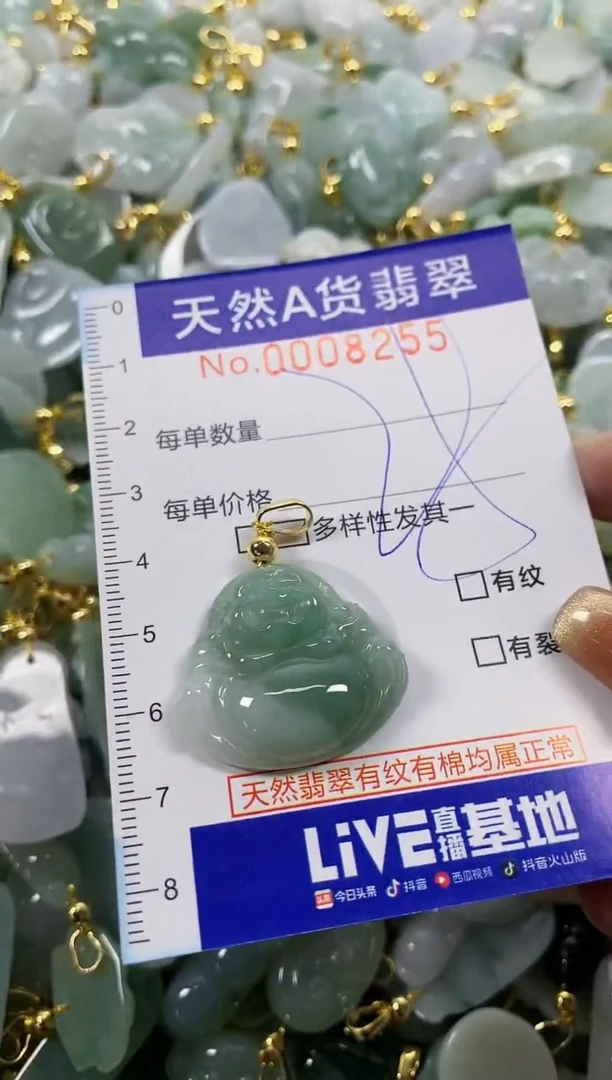 0
天然A货翡翠
No.0008255
1
2
每单数量
3
每单价格
多样性发其一
4
有纹
5
有裂
6
天然翡翠有纹有棉均属正常
7
LiVE直播基地
8
头条 今日头条 抖音 西瓜视频 抖音火山版